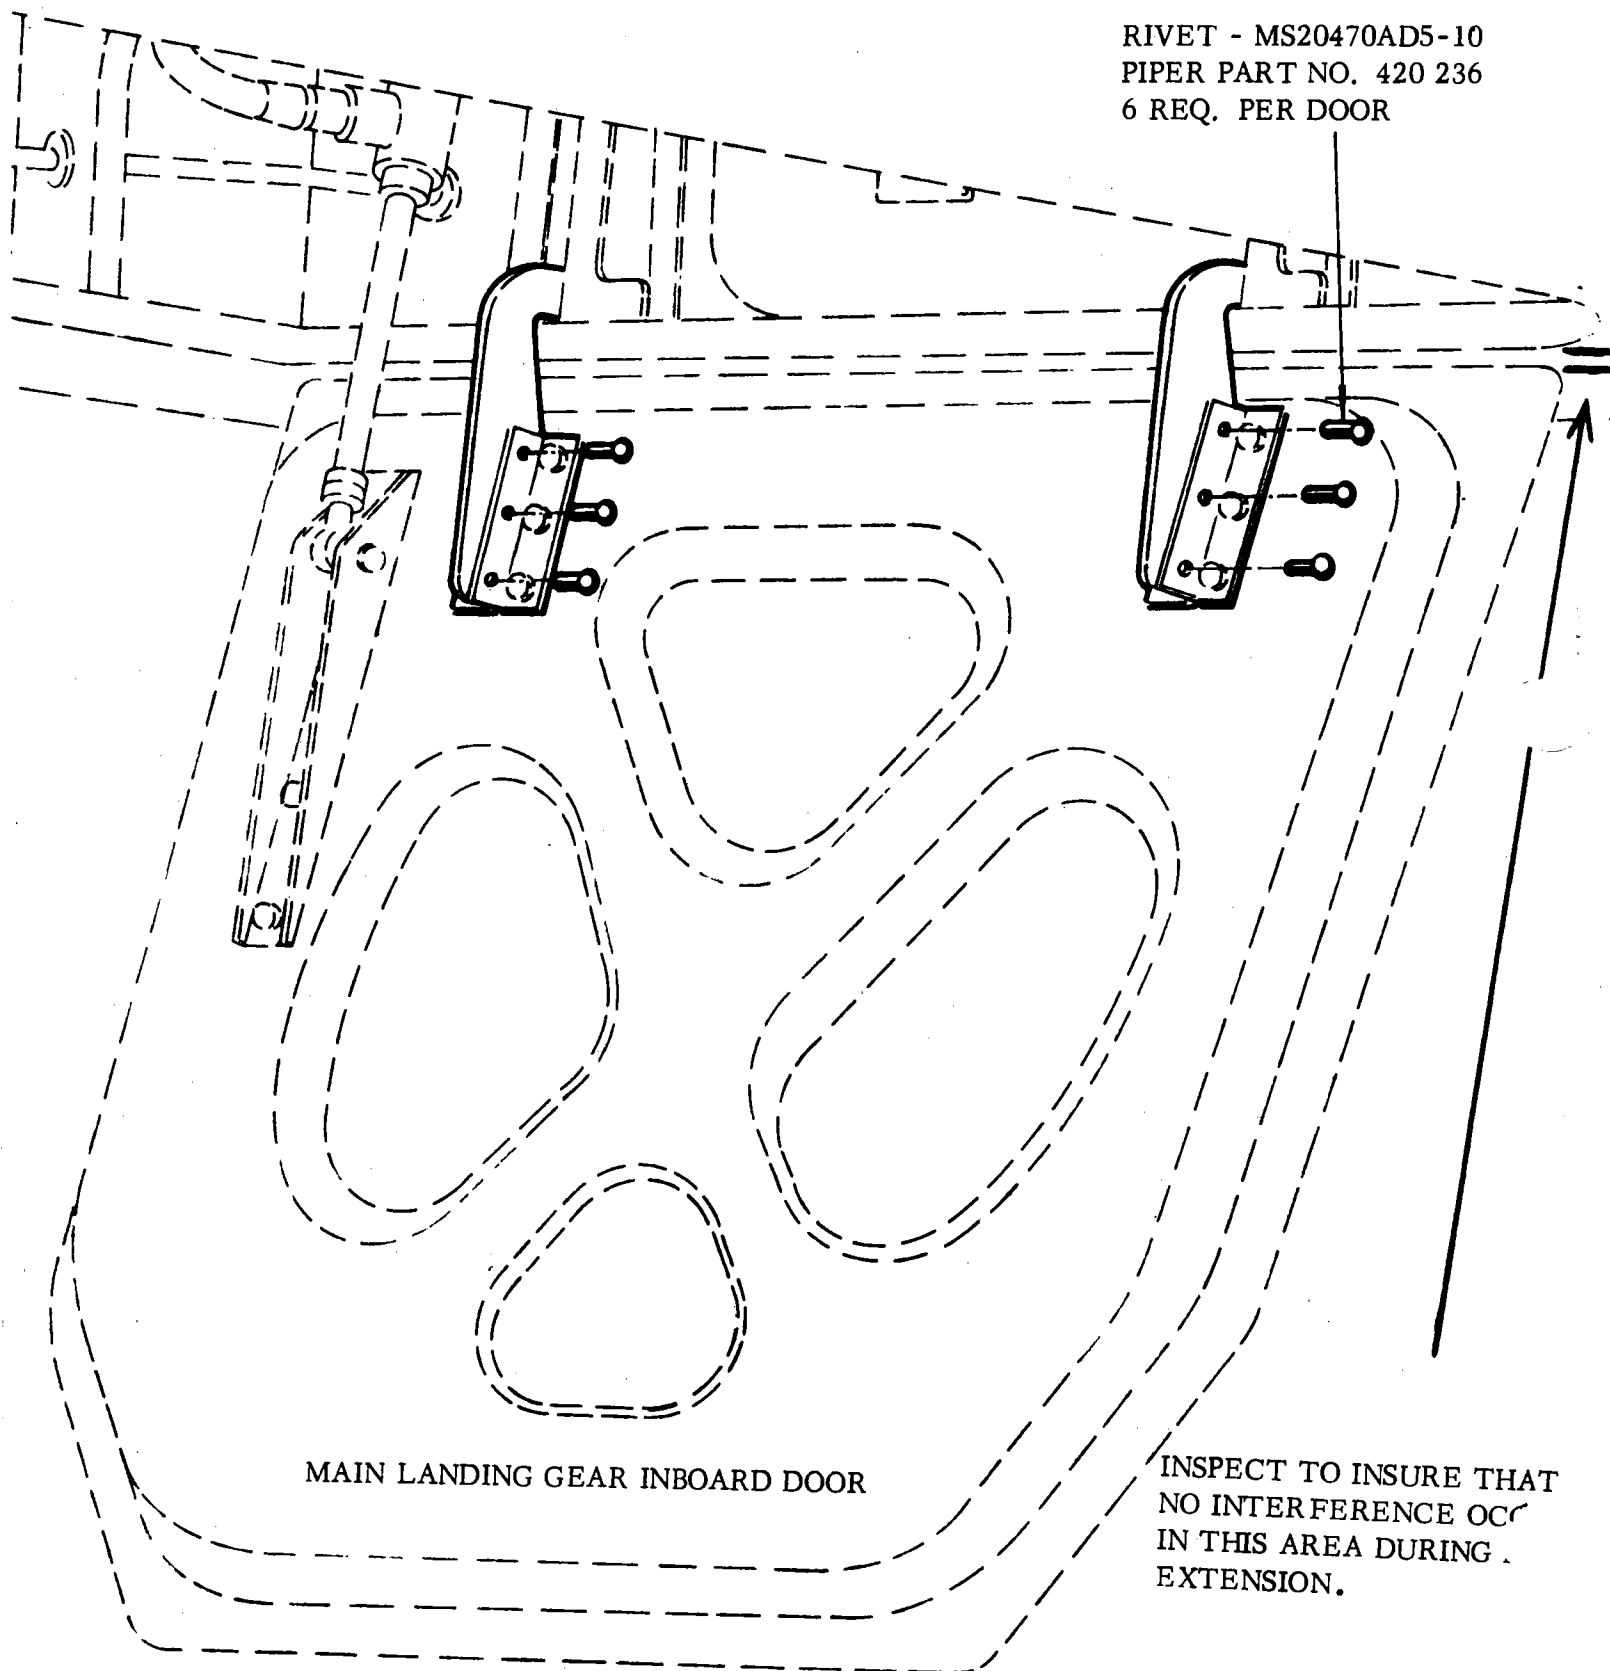 RIVET - MS20470AD5-10
PIPER PART NO. 420 236
6 REQ. PER DOOR
MAIN LANDING GEAR INBOARD DOOR
INSPECT TO INSURE THAT
NO INTERFERENCE
IN THIS AREA DURING
EXTENSION.